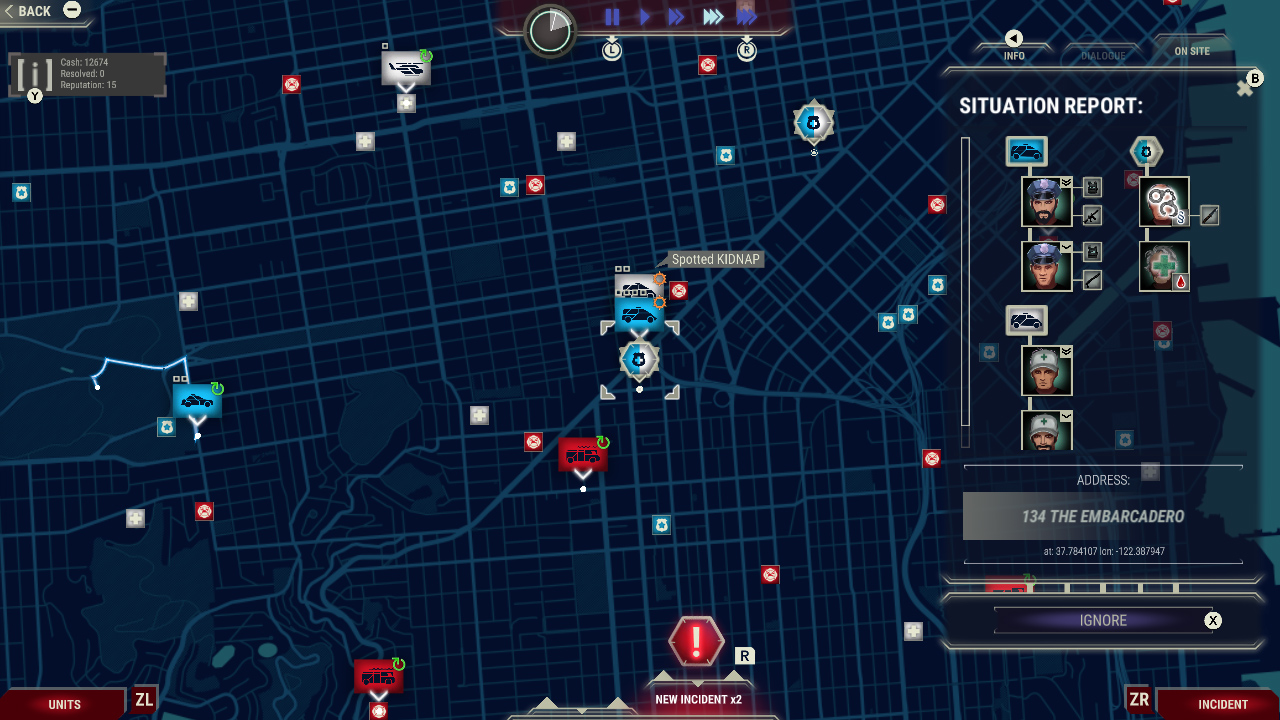 BACK
Cash: 12674
Resolved: 0
Reputation: 15
Y
L
R
INFO
DIALOGUE
ON SITE
B
SITUATION REPORT:
Spotted KIDNAP
ADDRESS:
134 THE EMBARCADERO
at: 37.784107 lon: -122.387947
IGNORE
X
R
NEW INCIDENT x2
UNITS
ZL
ZR
INCIDENT